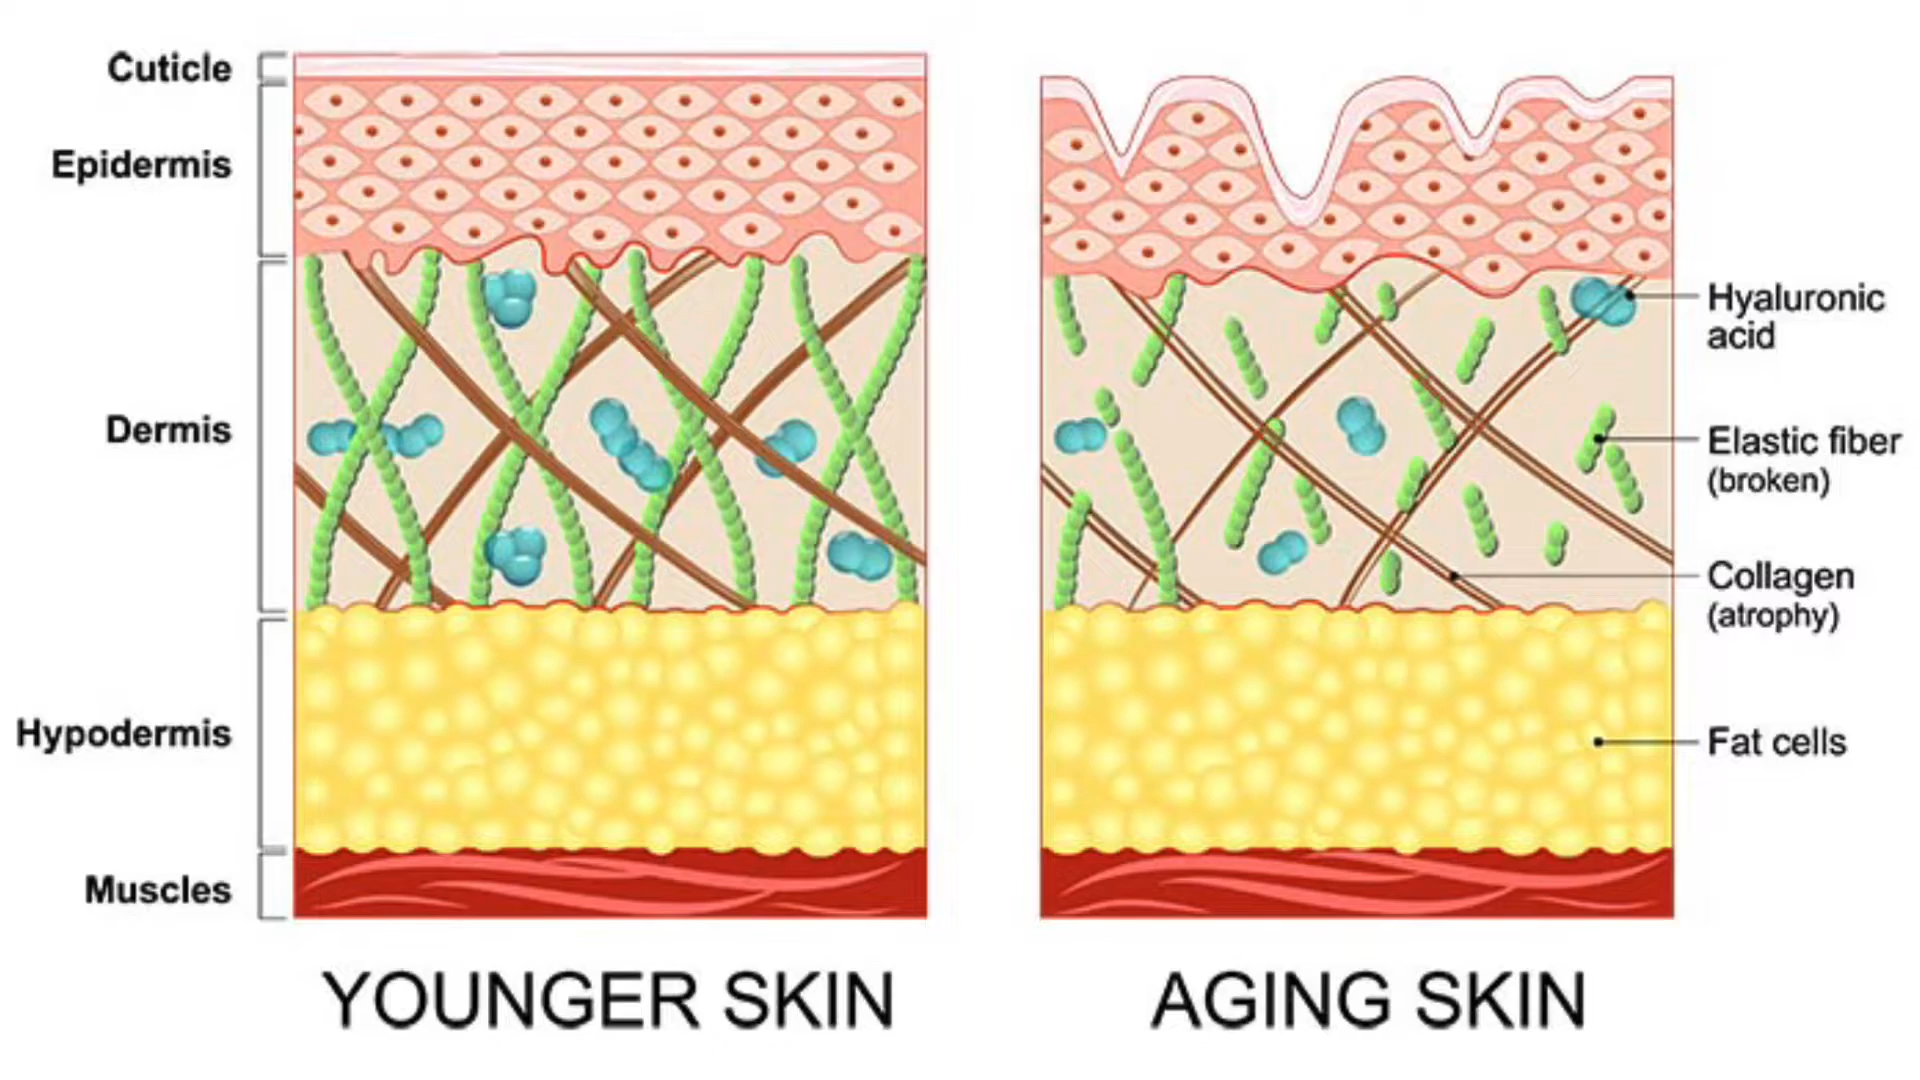 Cuticle
Epidermis
Dermis
Hypodermis
Muscles
Hyaluronic
acid
Elastic fiber
(broken)
Collagen
(atrophy)
Fat cells
YOUNGER SKIN
AGING SKIN